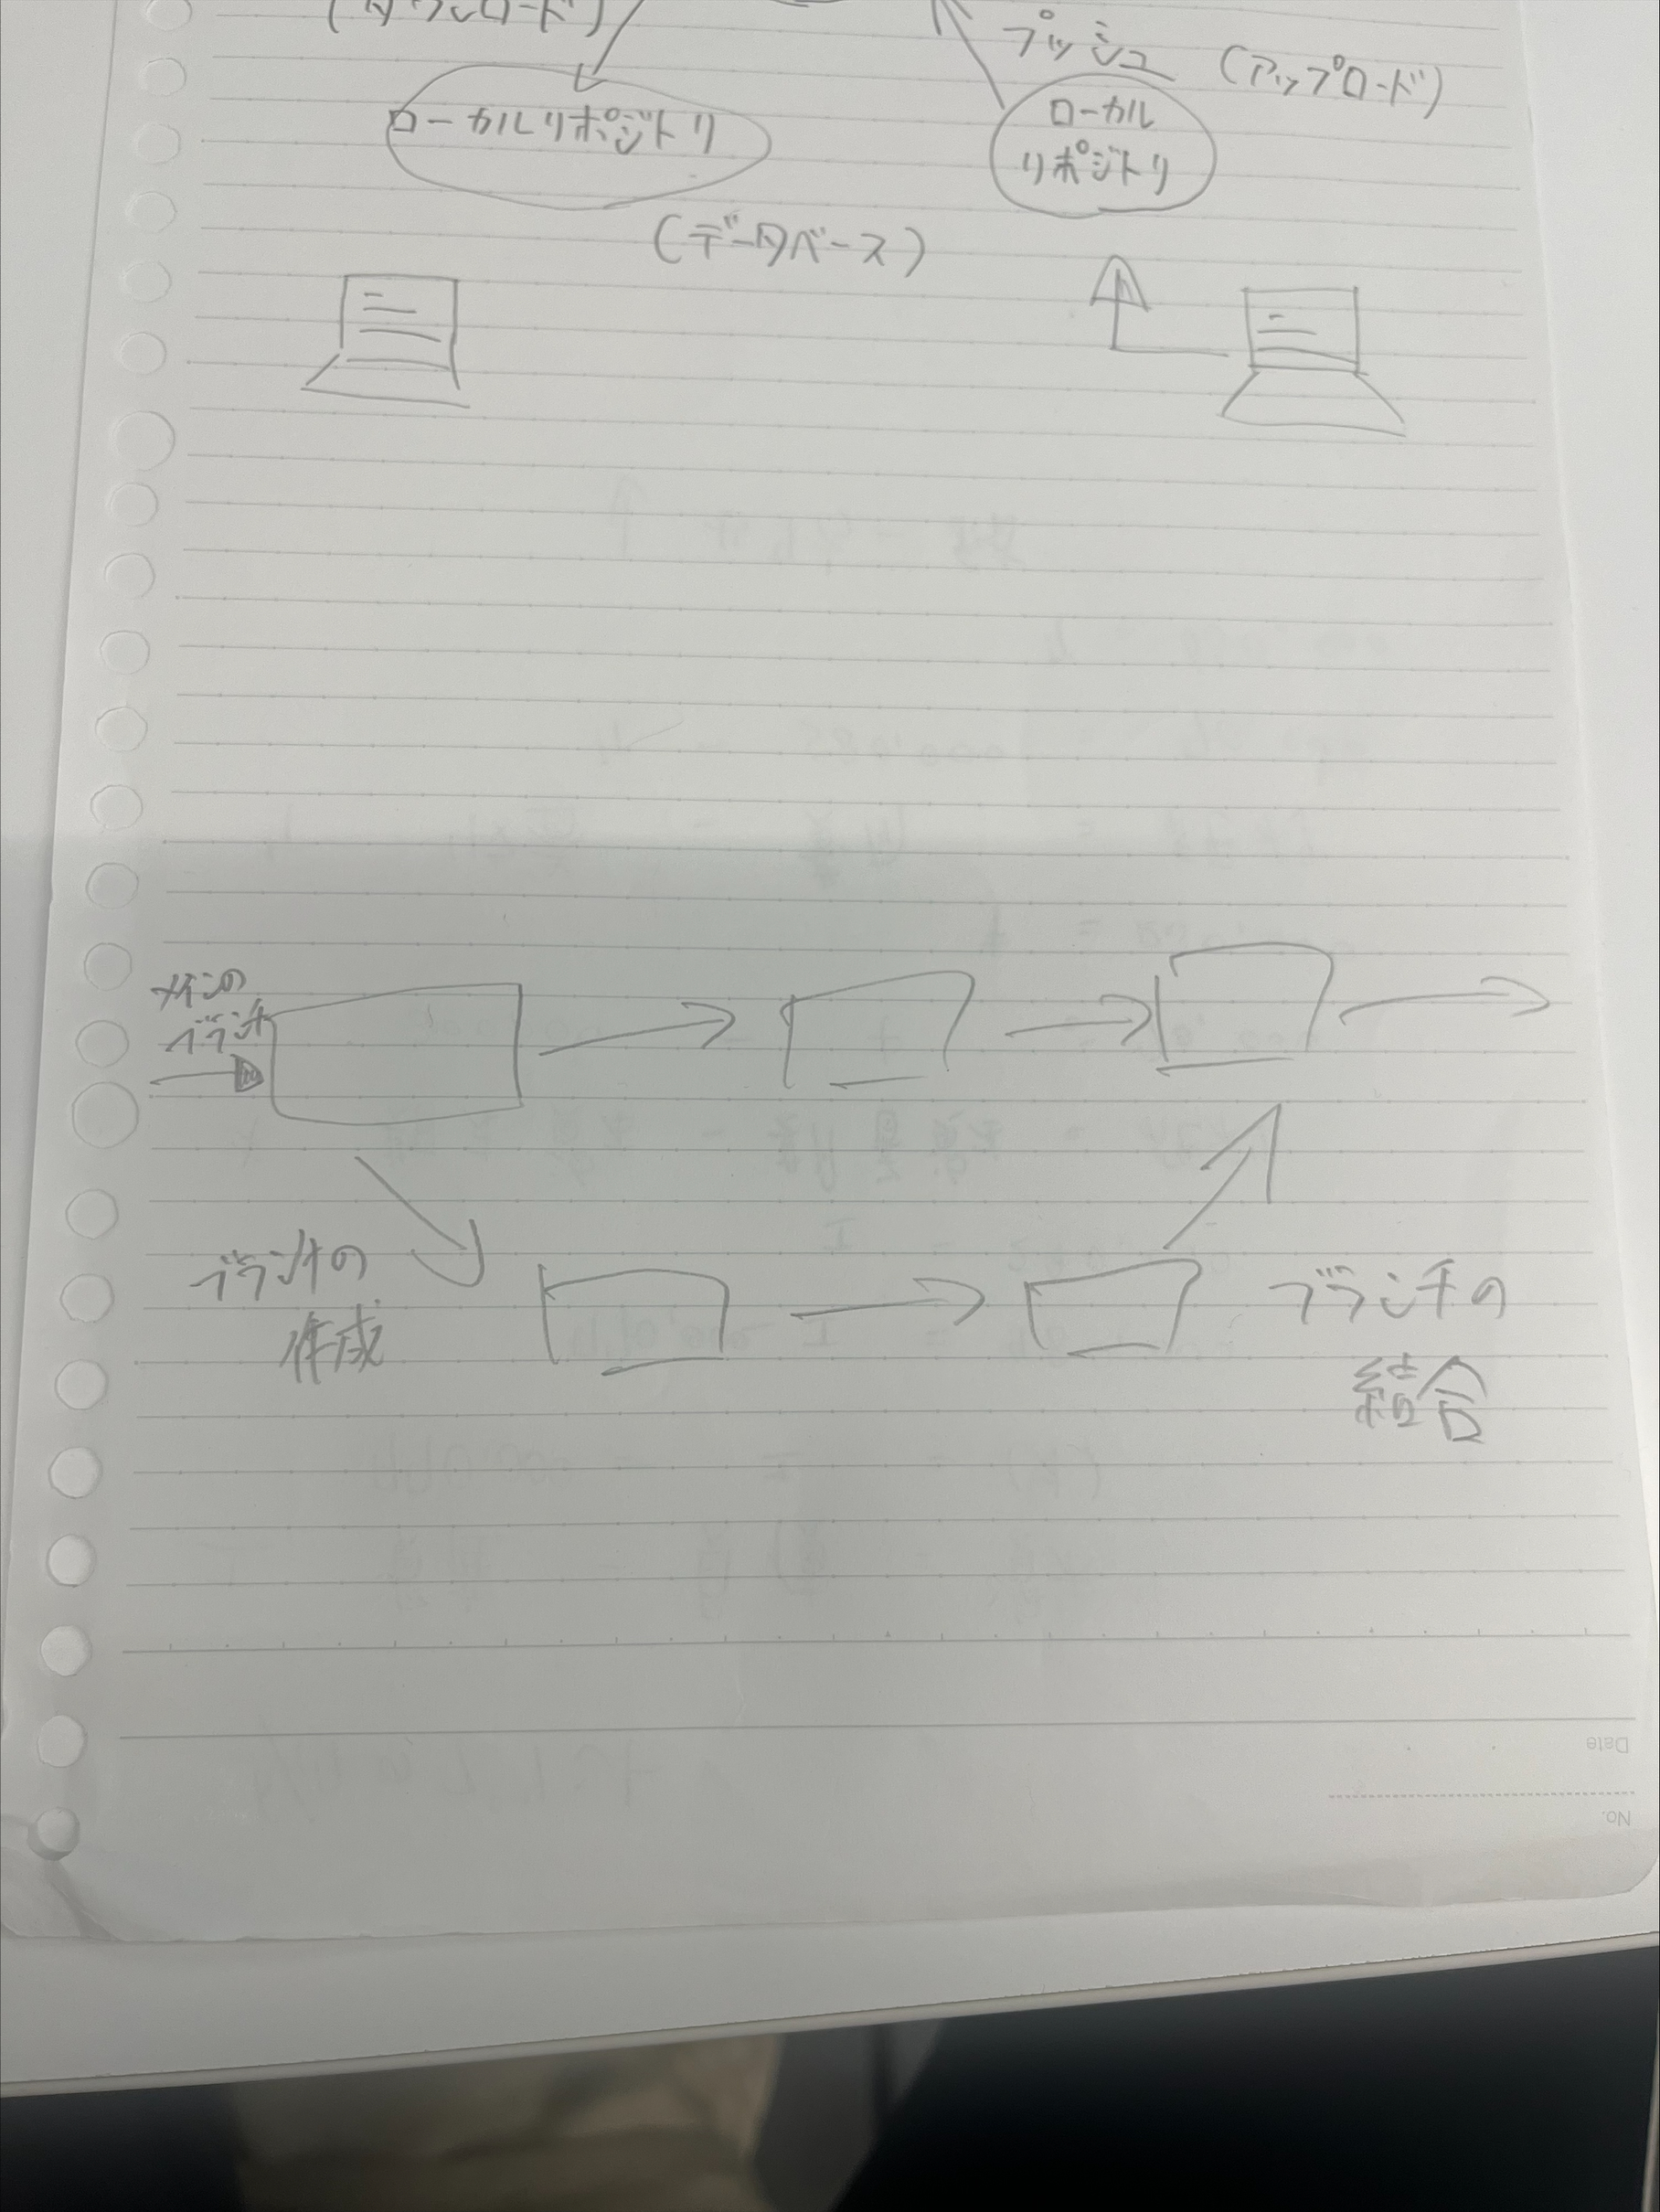 (ダウンロード)
プッシュ (アップロード)
ローカルリポジトリ
ローカル
リポジトリ
(データベース)
メインの
ブランチ
ブランチの
作成
ブランチの
結合
Date
No.